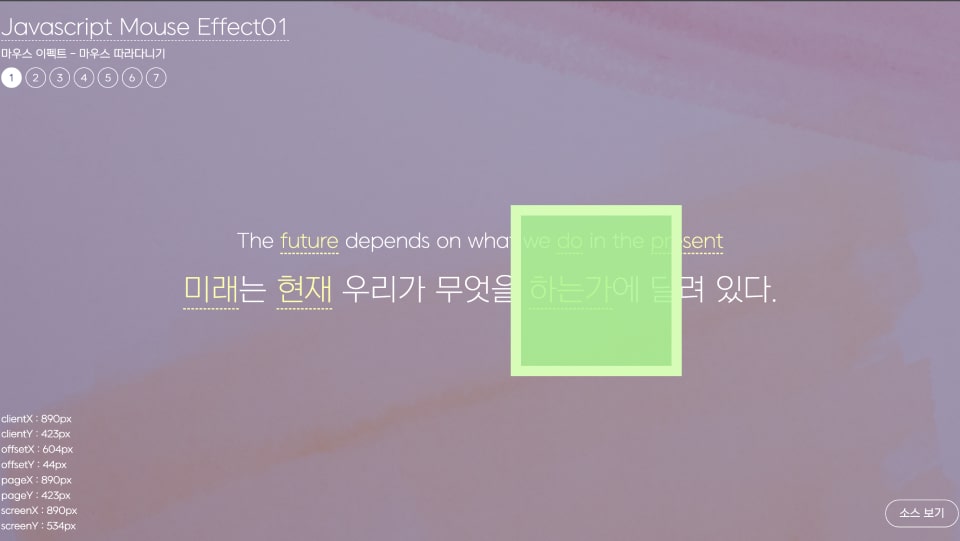 Javascript Mouse Effect01
마우스 이펙트 - 마우스 따라다니기
1 2 3 4 5 6 7
The future depends on what we do in the present
미래는 현재 우리가 무엇을 하는가에 달려 있다.
clientX : 890px
clientY : 423px
offsetX : 604px
offsetY : 44px
pageX : 890px
pageY : 423px
screenX : 890px
screenY : 534px
소스 보기